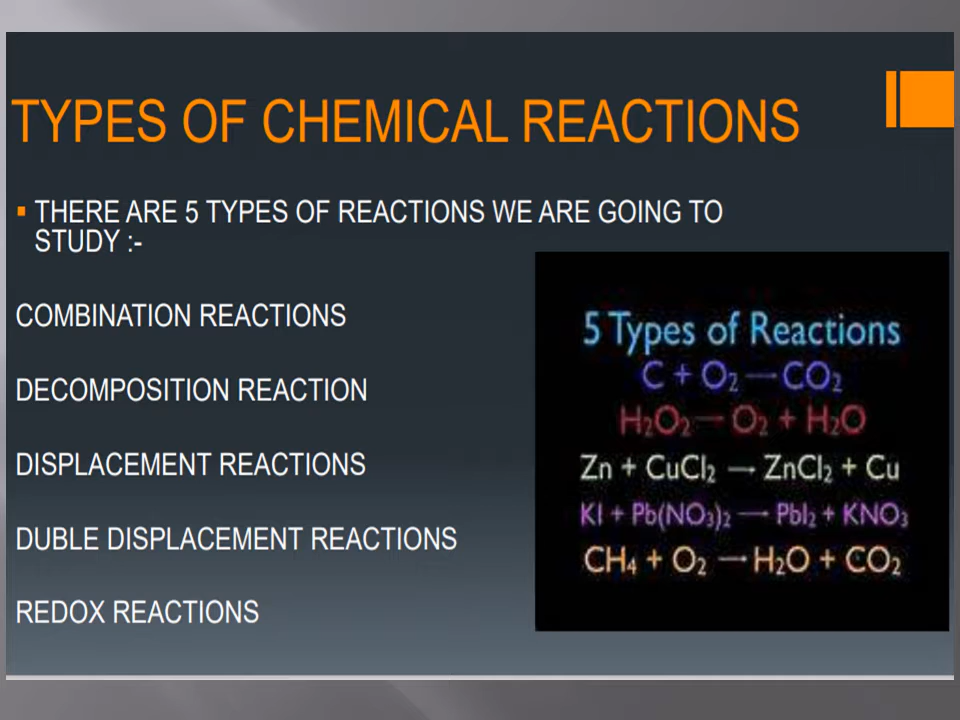 TYPES OF CHEMICAL REACTIONS
▪ THERE ARE 5 TYPES OF REACTIONS WE ARE GOING TO
STUDY :-
COMBINATION REACTIONS
DECOMPOSITION REACTION
DISPLACEMENT REACTIONS
DUBLE DISPLACEMENT REACTIONS
REDOX REACTIONS
5 Types of Reactions
C + O₂ → CO₂
H₂O₂ → O₂ + H₂O
Zn + CuCl₂ → ZnCl₂ + Cu
KI + Pb(NO₃)₂ → PbI₂ + KNO₃
CH₄ + O₂ → H₂O + CO₂